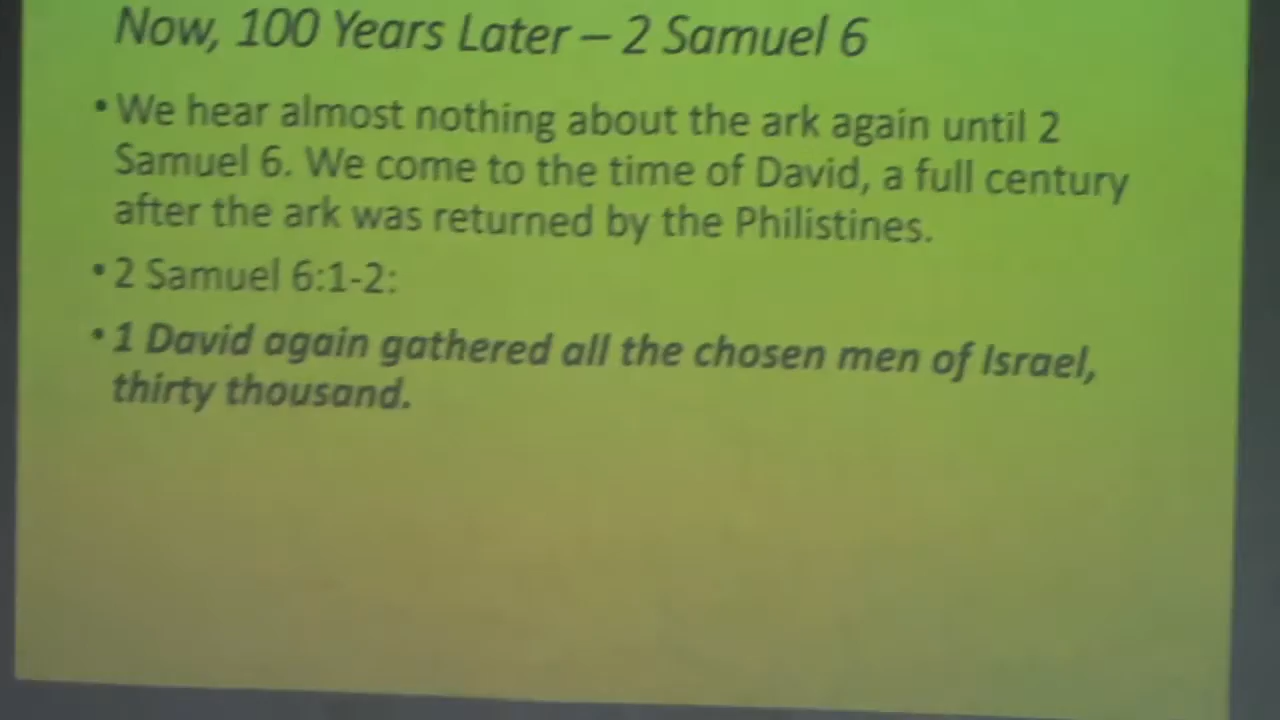 Now, 100 Years Later – 2 Samuel 6
• We hear almost nothing about the ark again until 2
Samuel 6. We come to the time of David, a full century
after the ark was returned by the Philistines.
• 2 Samuel 6:1-2:
• 1 David again gathered all the chosen men of Israel,
thirty thousand.